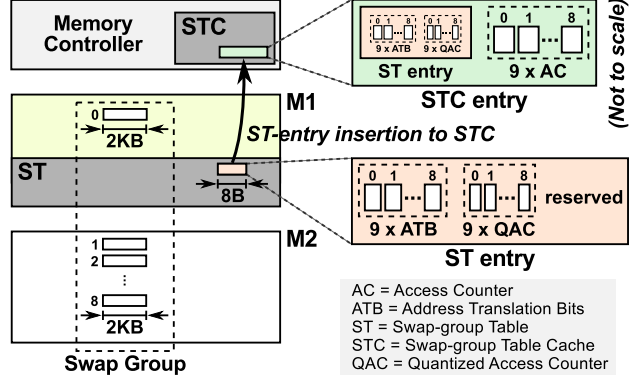 Memory
Controller
STC
0 1 8
9 x ATB
0 1 8
9 x QAC
ST entry
0 1 8
9 x AC
STC entry
(Not to scale)
M1
0
2KB
ST-entry insertion to STC
ST
8B
0 1 ... 8
9 x ATB
0 1 ... 8
9 x QAC
reserved
ST entry
M2
1
2
...
8
2KB
Swap Group
AC = Access Counter
ATB = Address Translation Bits
ST = Swap-group Table
STC = Swap-group Table Cache
QAC = Quantized Access Counter